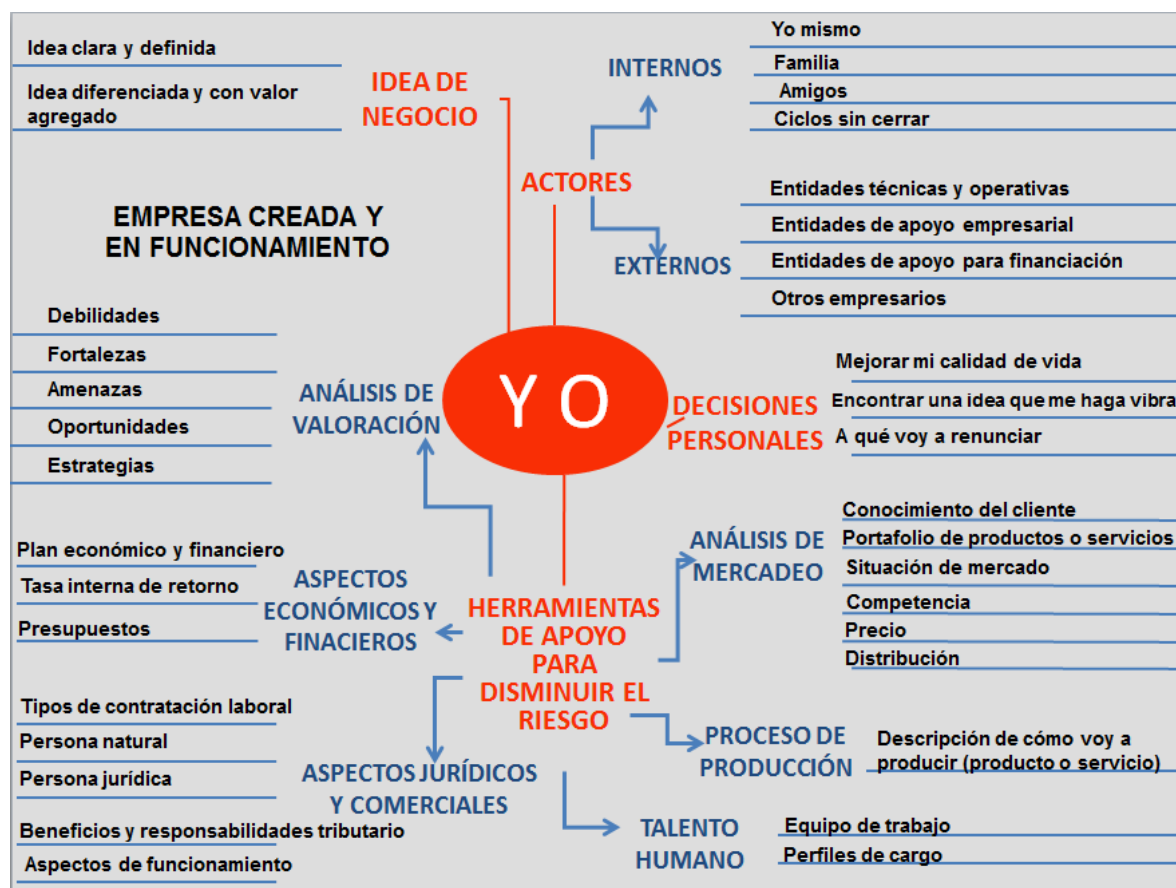 Idea clara y definida
Idea diferenciada y con valor
agregado
IDEA DE
NEGOCIO
INTERNOS
Yo mismo
Familia
Amigos
Ciclos sin cerrar
ACTORES
EXTERNOS
Entidades técnicas y operativas
Entidades de apoyo empresarial
Entidades de apoyo para financiación
Otros empresarios
EMPRESA CREADA Y
EN FUNCIONAMIENTO
Debilidades
Fortalezas
Amenazas
Oportunidades
Estrategias
ANÁLISIS DE
VALORACIÓN
Y O
DECISIONES
PERSONALES
Mejorar mi calidad de vida
Encontrar una idea que me haga vibra
A qué voy a renunciar
Plan económico y financiero
Tasa interna de retorno
Presupuestos
ASPECTOS
ECONÓMICOS Y
FINACIEROS
HERRAMIENTAS
DE APOYO
PARA
DISMINUIR EL
RIESGO
ANÁLISIS DE
MERCADEO
Conocimiento del cliente
Portafolio de productos o servicios
Situación de mercado
Competencia
Precio
Distribución
Tipos de contratación laboral
Persona natural
Persona jurídica
Beneficios y responsabilidades tributario
Aspectos de funcionamiento
ASPECTOS JURÍDICOS
Y COMERCIALES
PROCESO DE
PRODUCCIÓN
Descripción de cómo voy a
producir (producto o servicio)
TALENTO
HUMANO
Equipo de trabajo
Perfiles de cargo